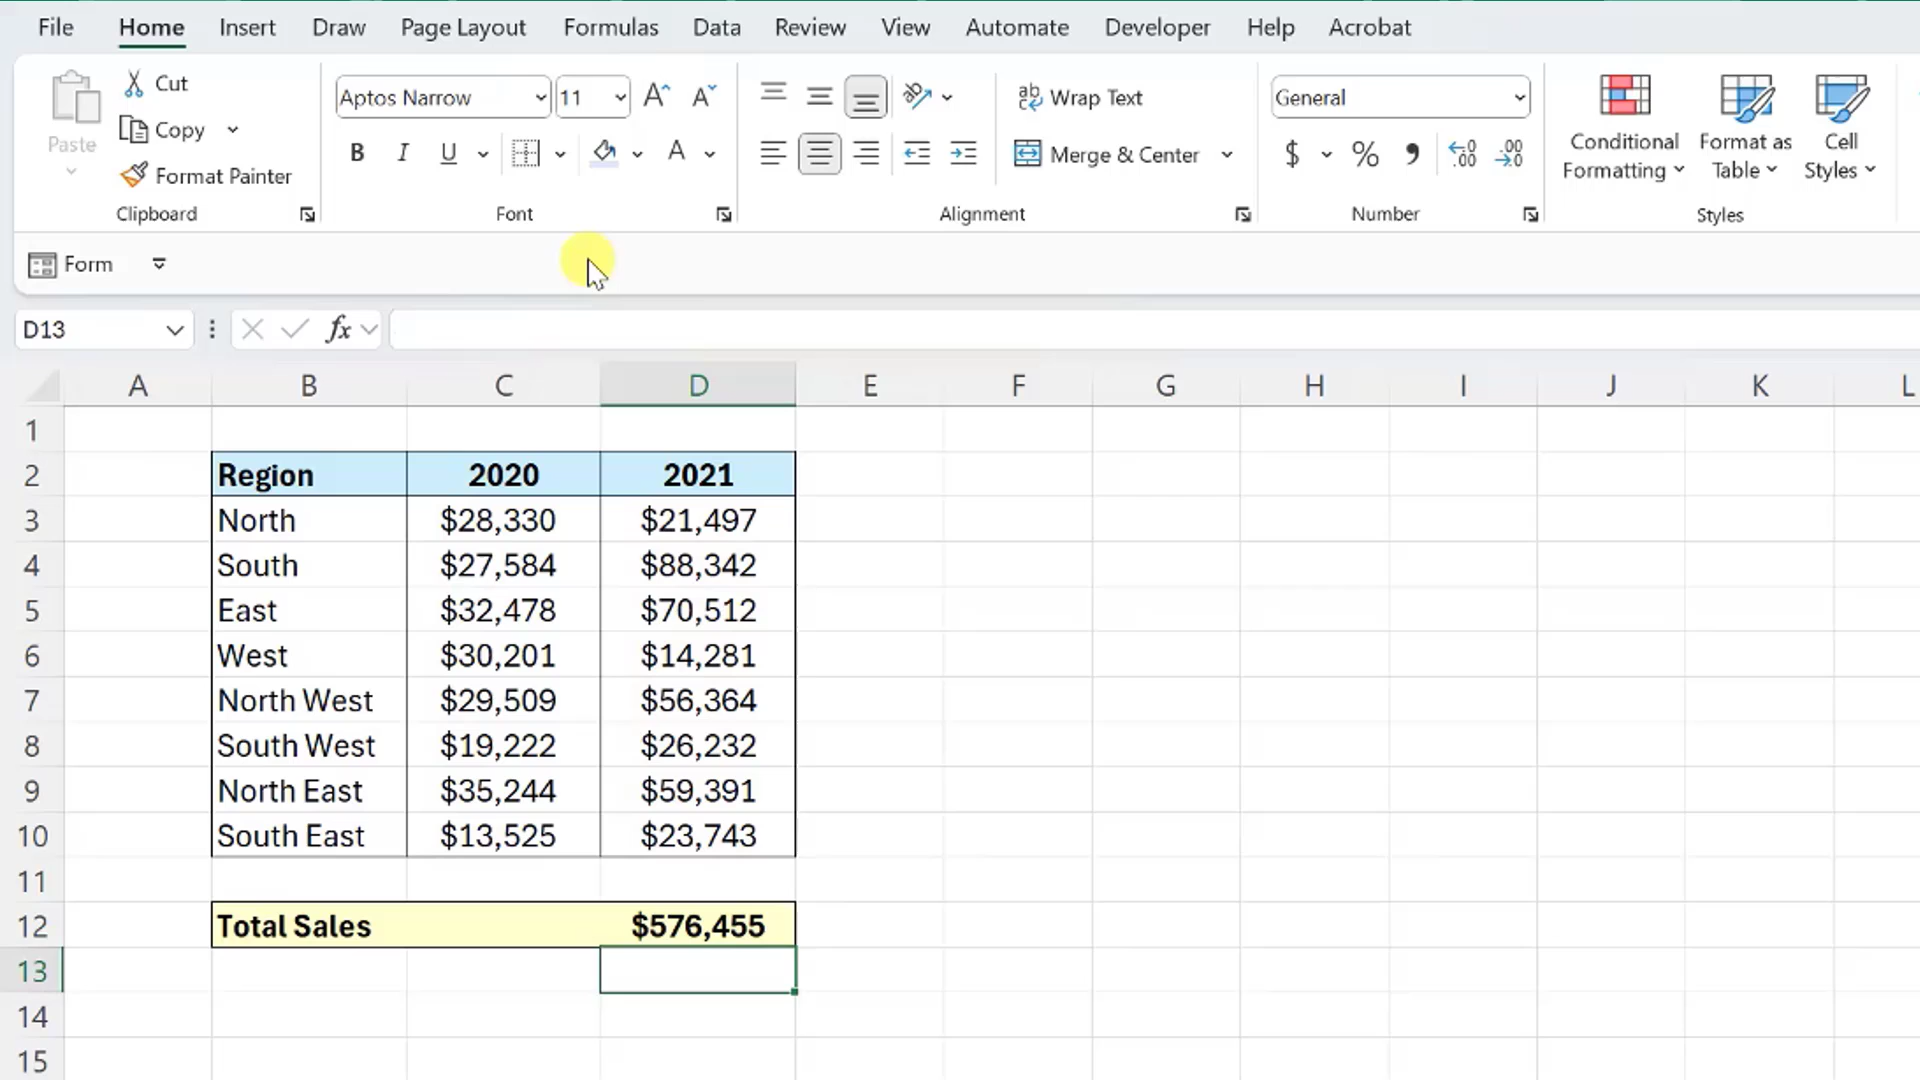 File Home Insert Draw Page Layout Formulas Data Review View Automate Developer Help Acrobat
Paste
Cut
Copy
Format Painter
Clipboard
Aptos Narrow 11 A A
B I U A
Font
ab Wrap Text
Merge & Center
Alignment
General
$ % , .00 .00
Number
Conditional Formatting
Format as Table
Cell Styles
Styles
Form
D13 fx
A B C D E F G H I J K L
1
2 Region 2020 2021
3 North $28,330 $21,497
4 South $27,584 $88,342
5 East $32,478 $70,512
6 West $30,201 $14,281
7 North West $29,509 $56,364
8 South West $19,222 $26,232
9 North East $35,244 $59,391
10 South East $13,525 $23,743
11
12 Total Sales $576,455
13
14
15